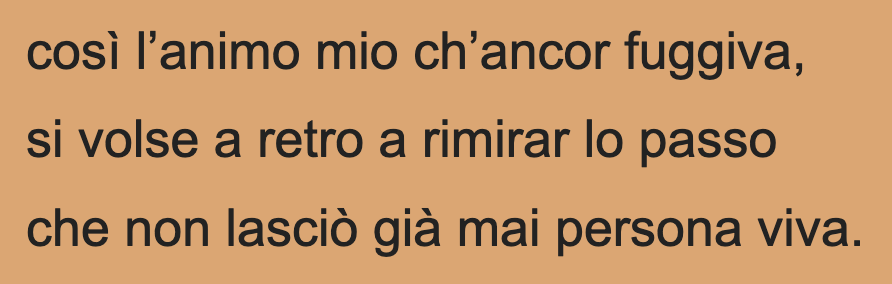 così l’animo mio ch’ancor fuggiva,
si volse a retro a rimirar lo passo
che non lasciò già mai persona viva.